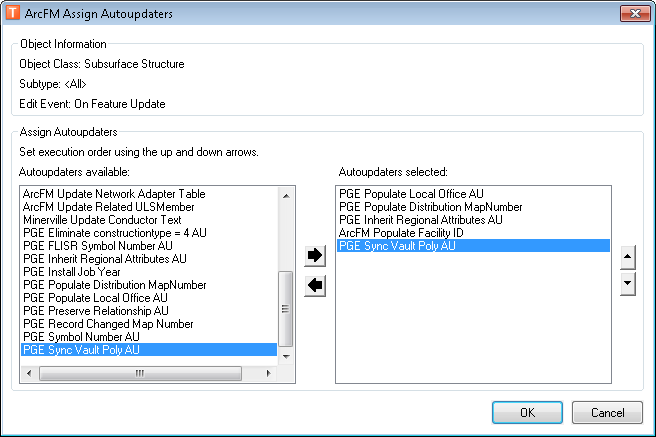 T ArcFM Assign Autoupdaters
Object Information
Object Class: Subsurface Structure
Subtype: <All>
Edit Event: On Feature Update
Assign Autoupdaters
Set execution order using the up and down arrows.
Autoupdaters available:
ArcFM Update Network Adapter Table
ArcFM Update Related ULSMember
Minerville Update Conductor Text
PGE Eliminate constructiontype = 4 AU
PGE FLISR Symbol Number AU
PGE Inherit Regional Attributes AU
PGE Install Job Year
PGE Populate Distribution MapNumber
PGE Populate Local Office AU
PGE Preserve Relationship AU
PGE Record Changed Map Number
PGE Symbol Number AU
PGE Sync Vault Poly AU
Autoupdaters selected:
PGE Populate Local Office AU
PGE Populate Distribution MapNumber
PGE Inherit Regional Attributes AU
ArcFM Populate Facility ID
PGE Sync Vault Poly AU
OK
Cancel